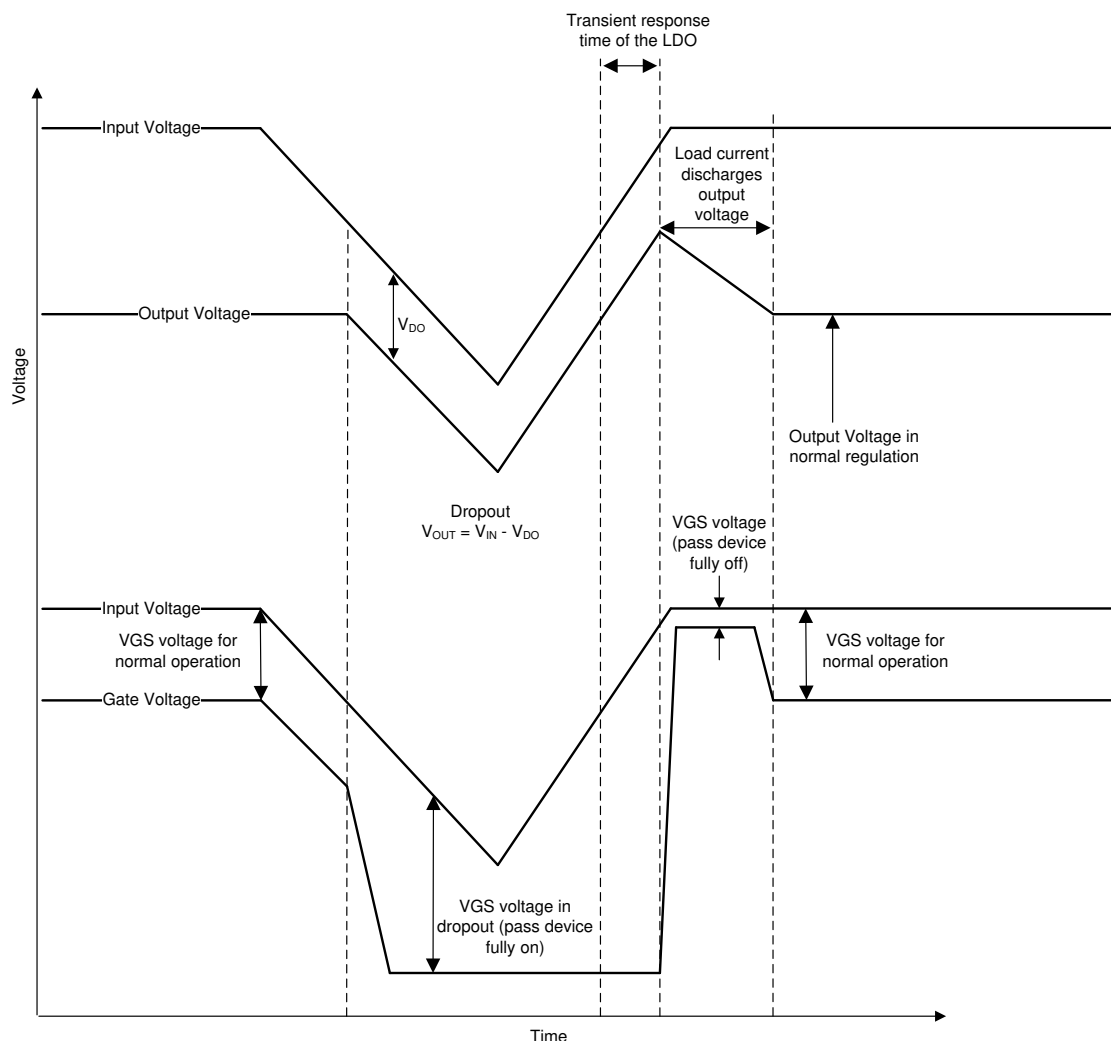 Transient response
time of the LDO
Input Voltage
Load current
discharges
output
voltage
Output Voltage
V_DO
Voltage
Output Voltage in
normal regulation
Dropout
V_OUT = V_IN - V_DO
VGS voltage
(pass device
fully off)
Input Voltage
VGS voltage for
normal operation
VGS voltage for
normal operation
Gate Voltage
VGS voltage in
dropout (pass device
fully on)
Time